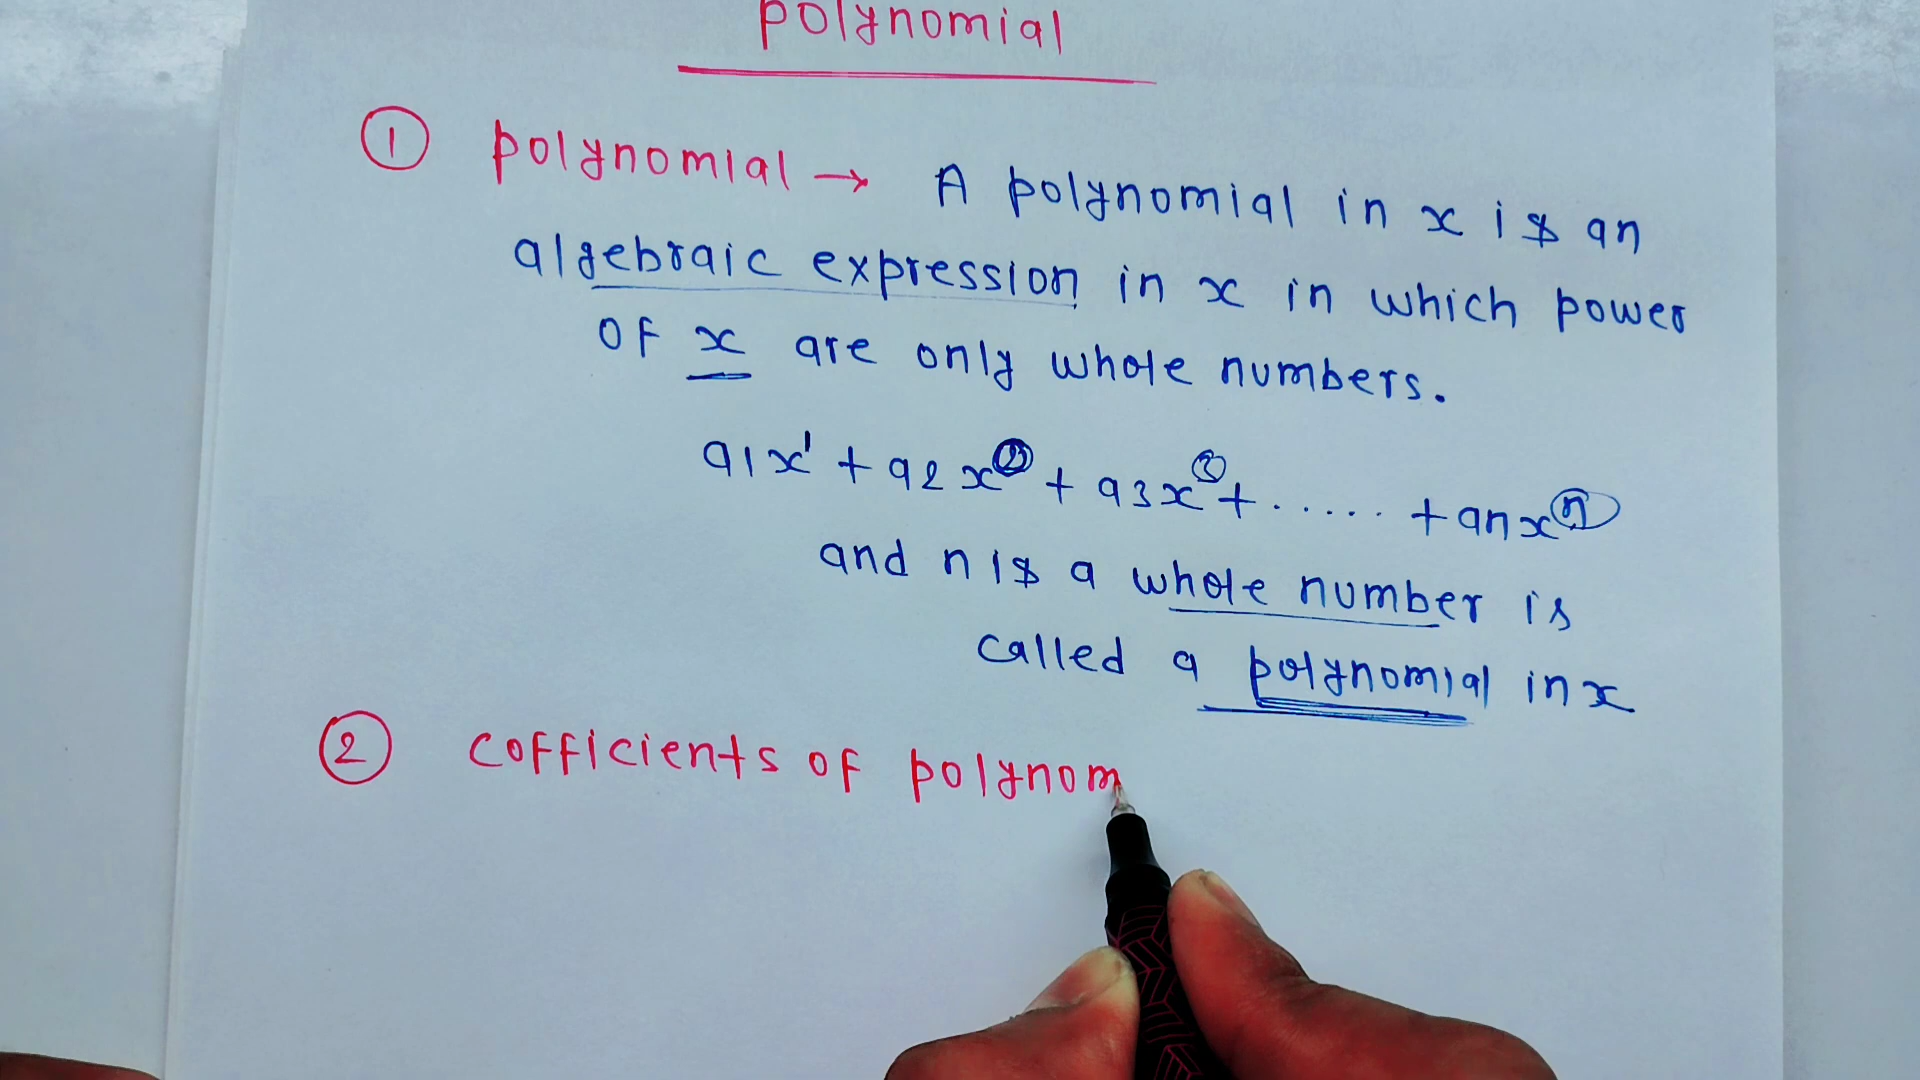 polynomial
① polynomial → A polynomial in x is an
algebraic expression in x in which power
of x are only whole numbers.
a1x¹ + a2x² + a3x³ + ...... + anxⁿ
and n is a whole number is
called a polynomial in x
② cofficients of polynom